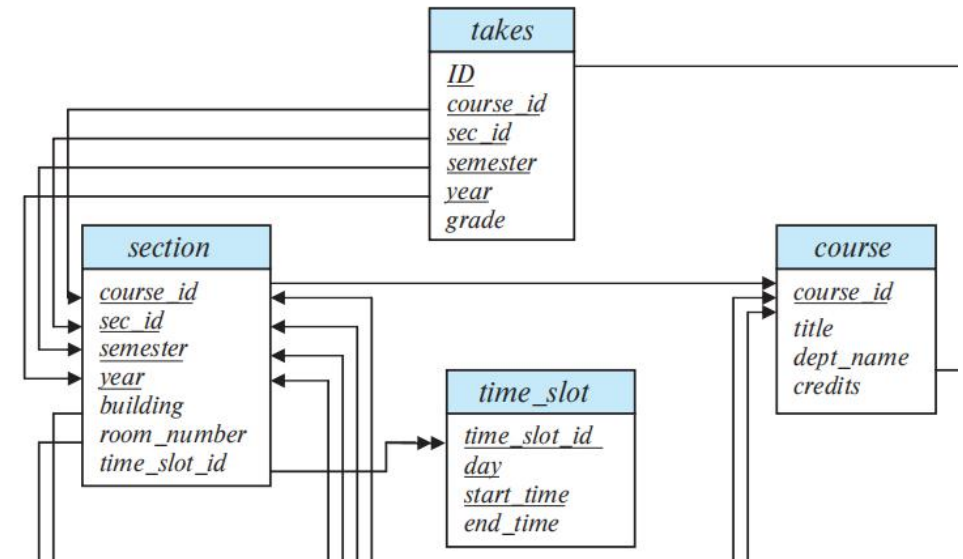 takes
ID
course_id
sec_id
semester
year
grade
section
course_id
sec_id
semester
year
building
room_number
time_slot_id
time_slot
time_slot_id
day
start_time
end_time
course
course_id
title
dept_name
credits